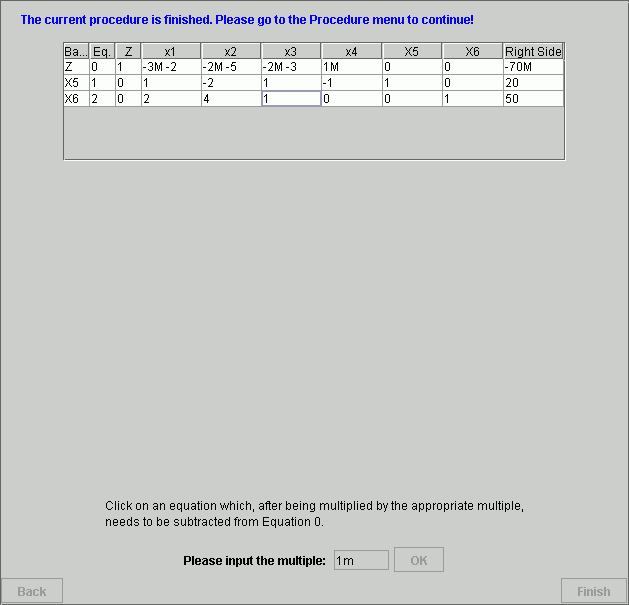 The current procedure is finished. Please go to the Procedure menu to continue!
Ba... Eq. Z x1 x2 x3 x4 X5 X6 Right Side
Z 0 1 -3M -2 -2M -5 -2M -3 1M 0 0 -70M
X5 1 0 1 -2 1 -1 1 0 20
X6 2 0 2 4 1 0 0 1 50
Click on an equation which, after being multiplied by the appropriate multiple,
needs to be subtracted from Equation 0.
Please input the multiple: 1m OK
Back Finish